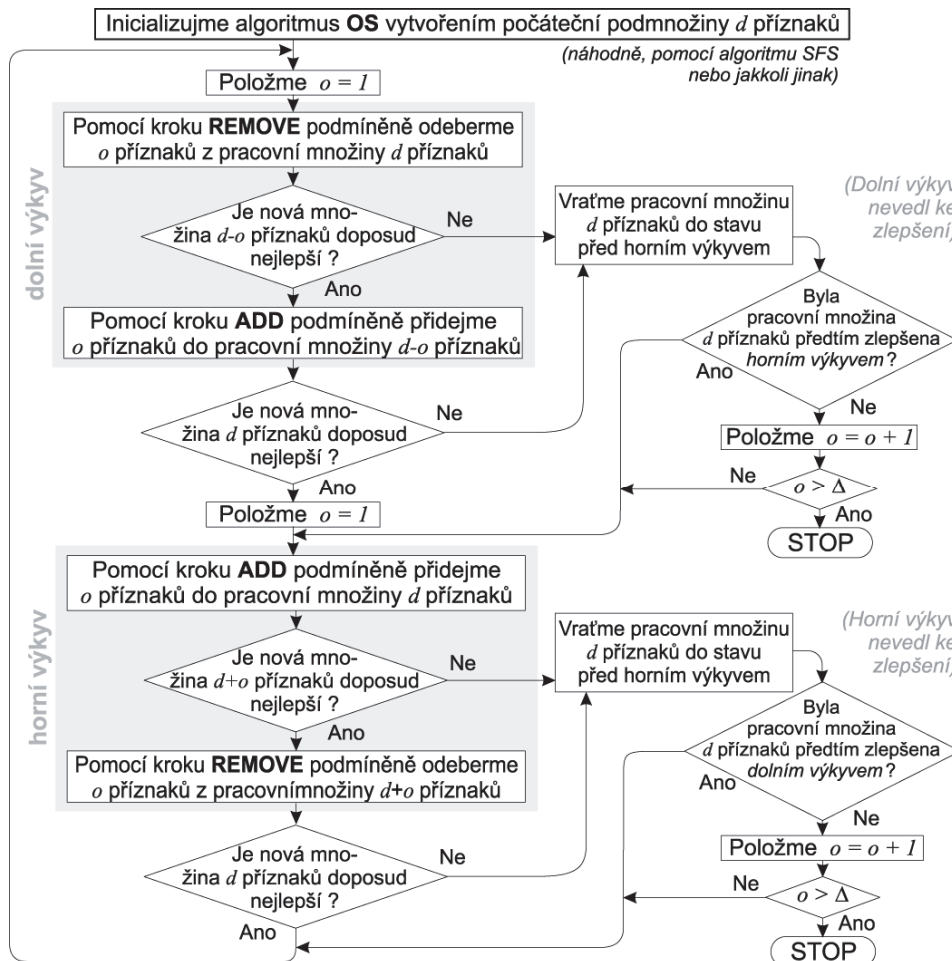 Inicializujme algoritmus OS vytvořením počáteční podmnožiny d příznaků
(náhodně, pomocí algoritmu SFS
nebo jakkoli jinak)
Položme o = 1
dolní výkyv
Pomocí kroku REMOVE podmíněně odeberme
o příznaků z pracovní množiny d příznaků
Je nová mno-
žina d-o příznaků doposud
nejlepší ?
Ne
Ano
Pomocí kroku ADD podmíněně přidejme
o příznaků do pracovní množiny d-o příznaků
Je nová mno-
žina d příznaků doposud
nejlepší ?
Ne
Ano
Položme o = 1
Vraťme pracovní množinu
d příznaků do stavu
před horním výkyvem
(Dolní výkyv
nevedl ke
zlepšení)
Byla
pracovní množina
d příznaků předtím zlepšena
horním výkyvem ?
Ano
Ne
Položme o = o + 1
o > Δ
Ne
Ano
STOP
horní výkyv
Pomocí kroku ADD podmíněně přidejme
o příznaků do pracovní množiny d příznaků
Je nová mno-
žina d+o příznaků doposud
nejlepší ?
Ne
Ano
Pomocí kroku REMOVE podmíněně odeberme
o příznaků z pracovnímnožiny d+o příznaků
Je nová mno-
žina d příznaků doposud
nejlepší ?
Ne
Ano
Vraťme pracovní množinu
d příznaků do stavu
před horním výkyvem
(Horní výkyv
nevedl ke
zlepšení)
Byla
pracovní množina
d příznaků předtím zlepšena
dolním výkyvem ?
Ano
Ne
Položme o = o + 1
o > Δ
Ne
Ano
STOP